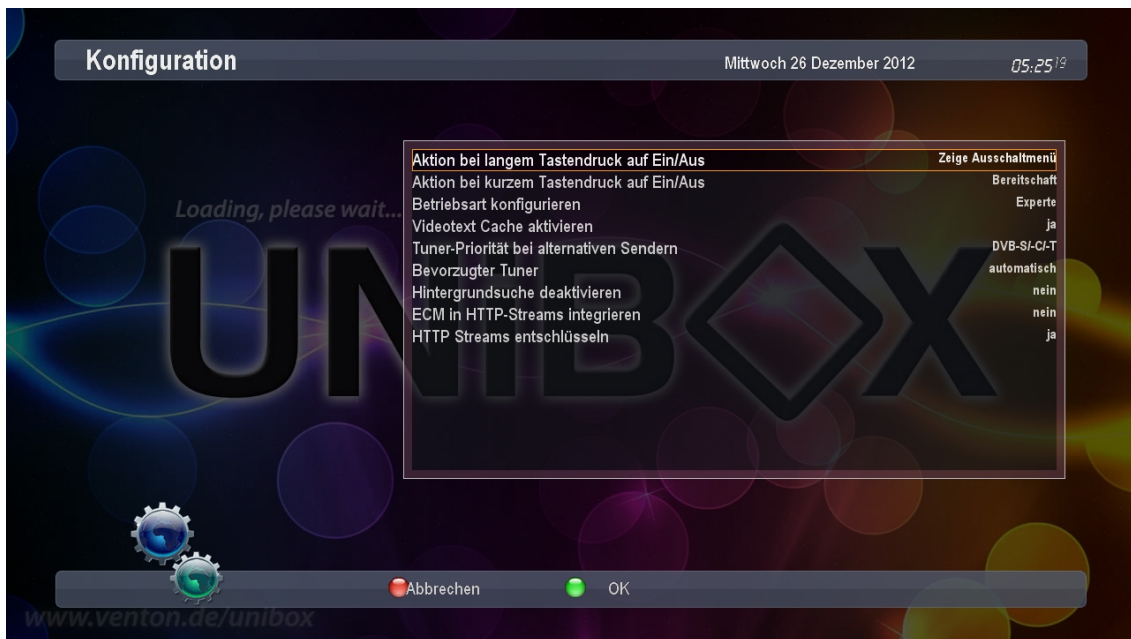 Konfiguration
Mittwoch 26 Dezember 2012
05:25 19
Aktion bei langem Tastendruck auf Ein/Aus Zeige Ausschaltmenü
Aktion bei kurzem Tastendruck auf Ein/Aus Bereitschaft
Betriebsart konfigurieren Experte
Videotext Cache aktivieren ja
Tuner-Priorität bei alternativen Sendern DVB-S/-C/-T
Bevorzugter Tuner automatisch
Hintergrundsuche deaktivieren nein
ECM in HTTP-Streams integrieren nein
HTTP Streams entschlüsseln ja
Loading, please wait...
UNIBOX
Abbrechen OK
www.venton.de/unibox